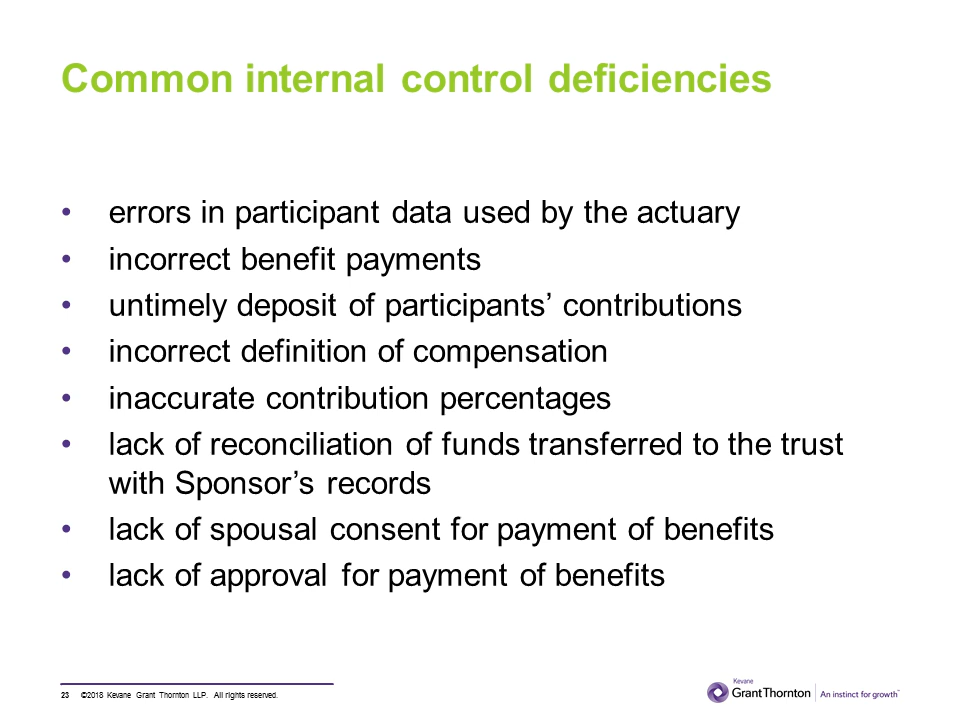 Common internal control deficiencies
• errors in participant data used by the actuary
• incorrect benefit payments
• untimely deposit of participants’ contributions
• incorrect definition of compensation
• inaccurate contribution percentages
• lack of reconciliation of funds transferred to the trust
with Sponsor’s records
• lack of spousal consent for payment of benefits
• lack of approval for payment of benefits
23 ©2018 Kevane Grant Thornton LLP. All rights reserved.
Kevane
GrantThornton | An instinct for growth™